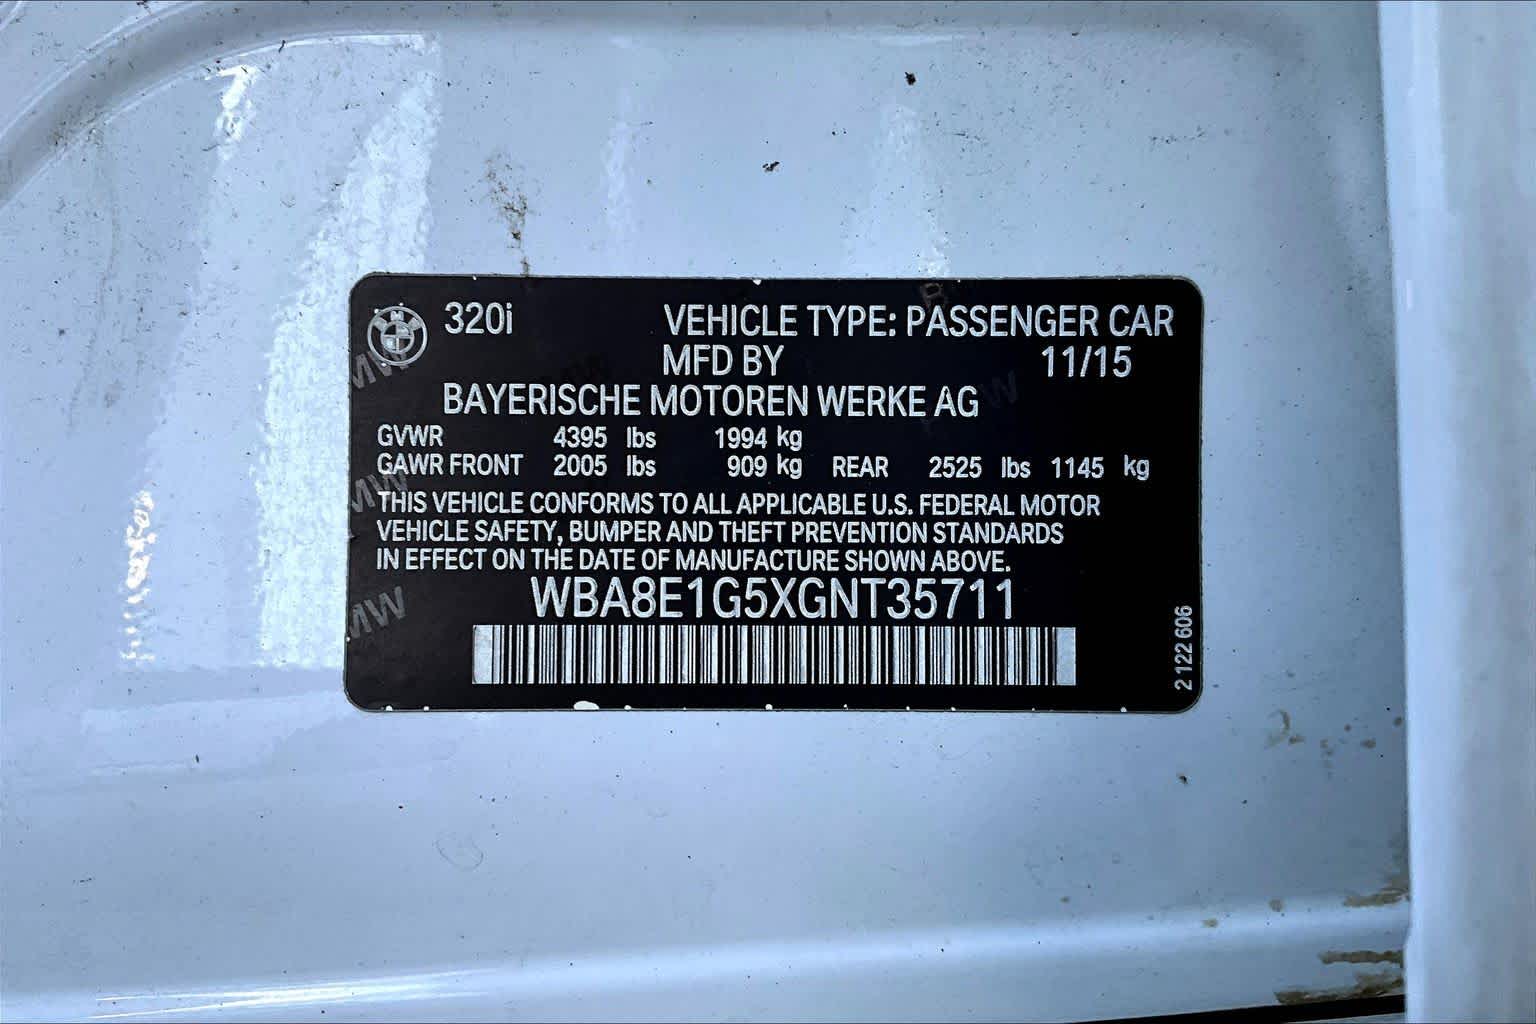 320i VEHICLE TYPE: PASSENGER CAR
MFD BY 11/15
BAYERISCHE MOTOREN WERKE AG
GVWR 4395 lbs 1994 kg
GAWR FRONT 2005 lbs 909 kg REAR 2525 lbs 1145 kg
THIS VEHICLE CONFORMS TO ALL APPLICABLE U.S. FEDERAL MOTOR
VEHICLE SAFETY, BUMPER AND THEFT PREVENTION STANDARDS
IN EFFECT ON THE DATE OF MANUFACTURE SHOWN ABOVE.
WBA8E1G5XGNT35711
2 122 606